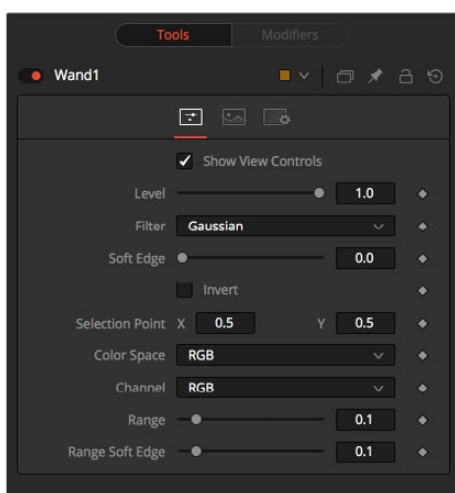 Tools Modifiers
Wand1
Show View Controls
Level 1.0
Filter Gaussian
Soft Edge 0.0
Invert
Selection Point X 0.5 Y 0.5
Color Space RGB
Channel RGB
Range 0.1
Range Soft Edge 0.1